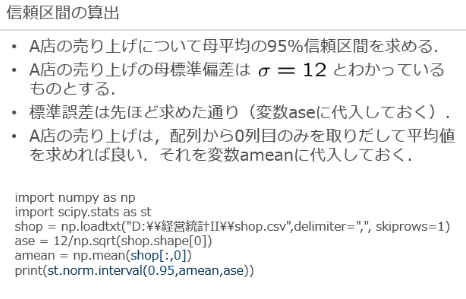 信頼区間の算出
• A店の売り上げについて母平均の95%信頼区間を求める．
• A店の売り上げの母標準偏差は σ = 12 とわかっている
ものとする．
• 標準誤差は先ほど求めた通り（変数aseに代入しておく）．
• A店の売り上げは，配列から0列目のみを取りだして平均値
を求めれば良い．それを変数ameanに代入しておく．
import numpy as np
import scipy.stats as st
shop = np.loadtxt("D:¥¥経営統計II¥¥shop.csv",delimiter=",", skiprows=1)
ase = 12/np.sqrt(shop.shape[0])
amean = np.mean(shop[:,0])
print(st.norm.interval(0.95,amean,ase))